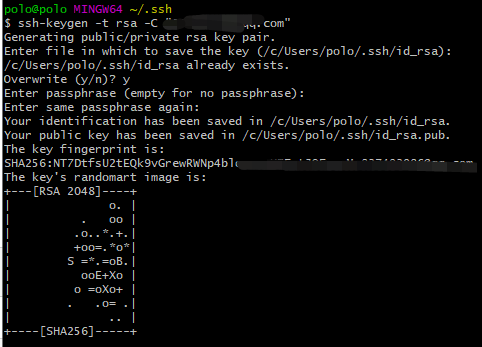 polo@polo MINGW64 ~/.ssh
$ ssh-keygen -t rsa -C "qq.com"
Generating public/private rsa key pair.
Enter file in which to save the key (/c/Users/polo/.ssh/id_rsa):
/c/Users/polo/.ssh/id_rsa already exists.
Overwrite (y/n)? y
Enter passphrase (empty for no passphrase):
Enter same passphrase again:
Your identification has been saved in /c/Users/polo/.ssh/id_rsa.
Your public key has been saved in /c/Users/polo/.ssh/id_rsa.pub.
The key fingerprint is:
SHA256:NT7DtfsU2tEQk9vGrewRWNp4bl
The key's randomart image is:
+---[RSA 2048]----+
|              o. |
|          .   oo |
|         .o..*.+.|
|         +oo=.*o*|
|        S =*.=oB.|
|          ooE+Xo |
|         o =oXo+ |
|        .   .o= .|
|              .. |
+----[SHA256]-----+